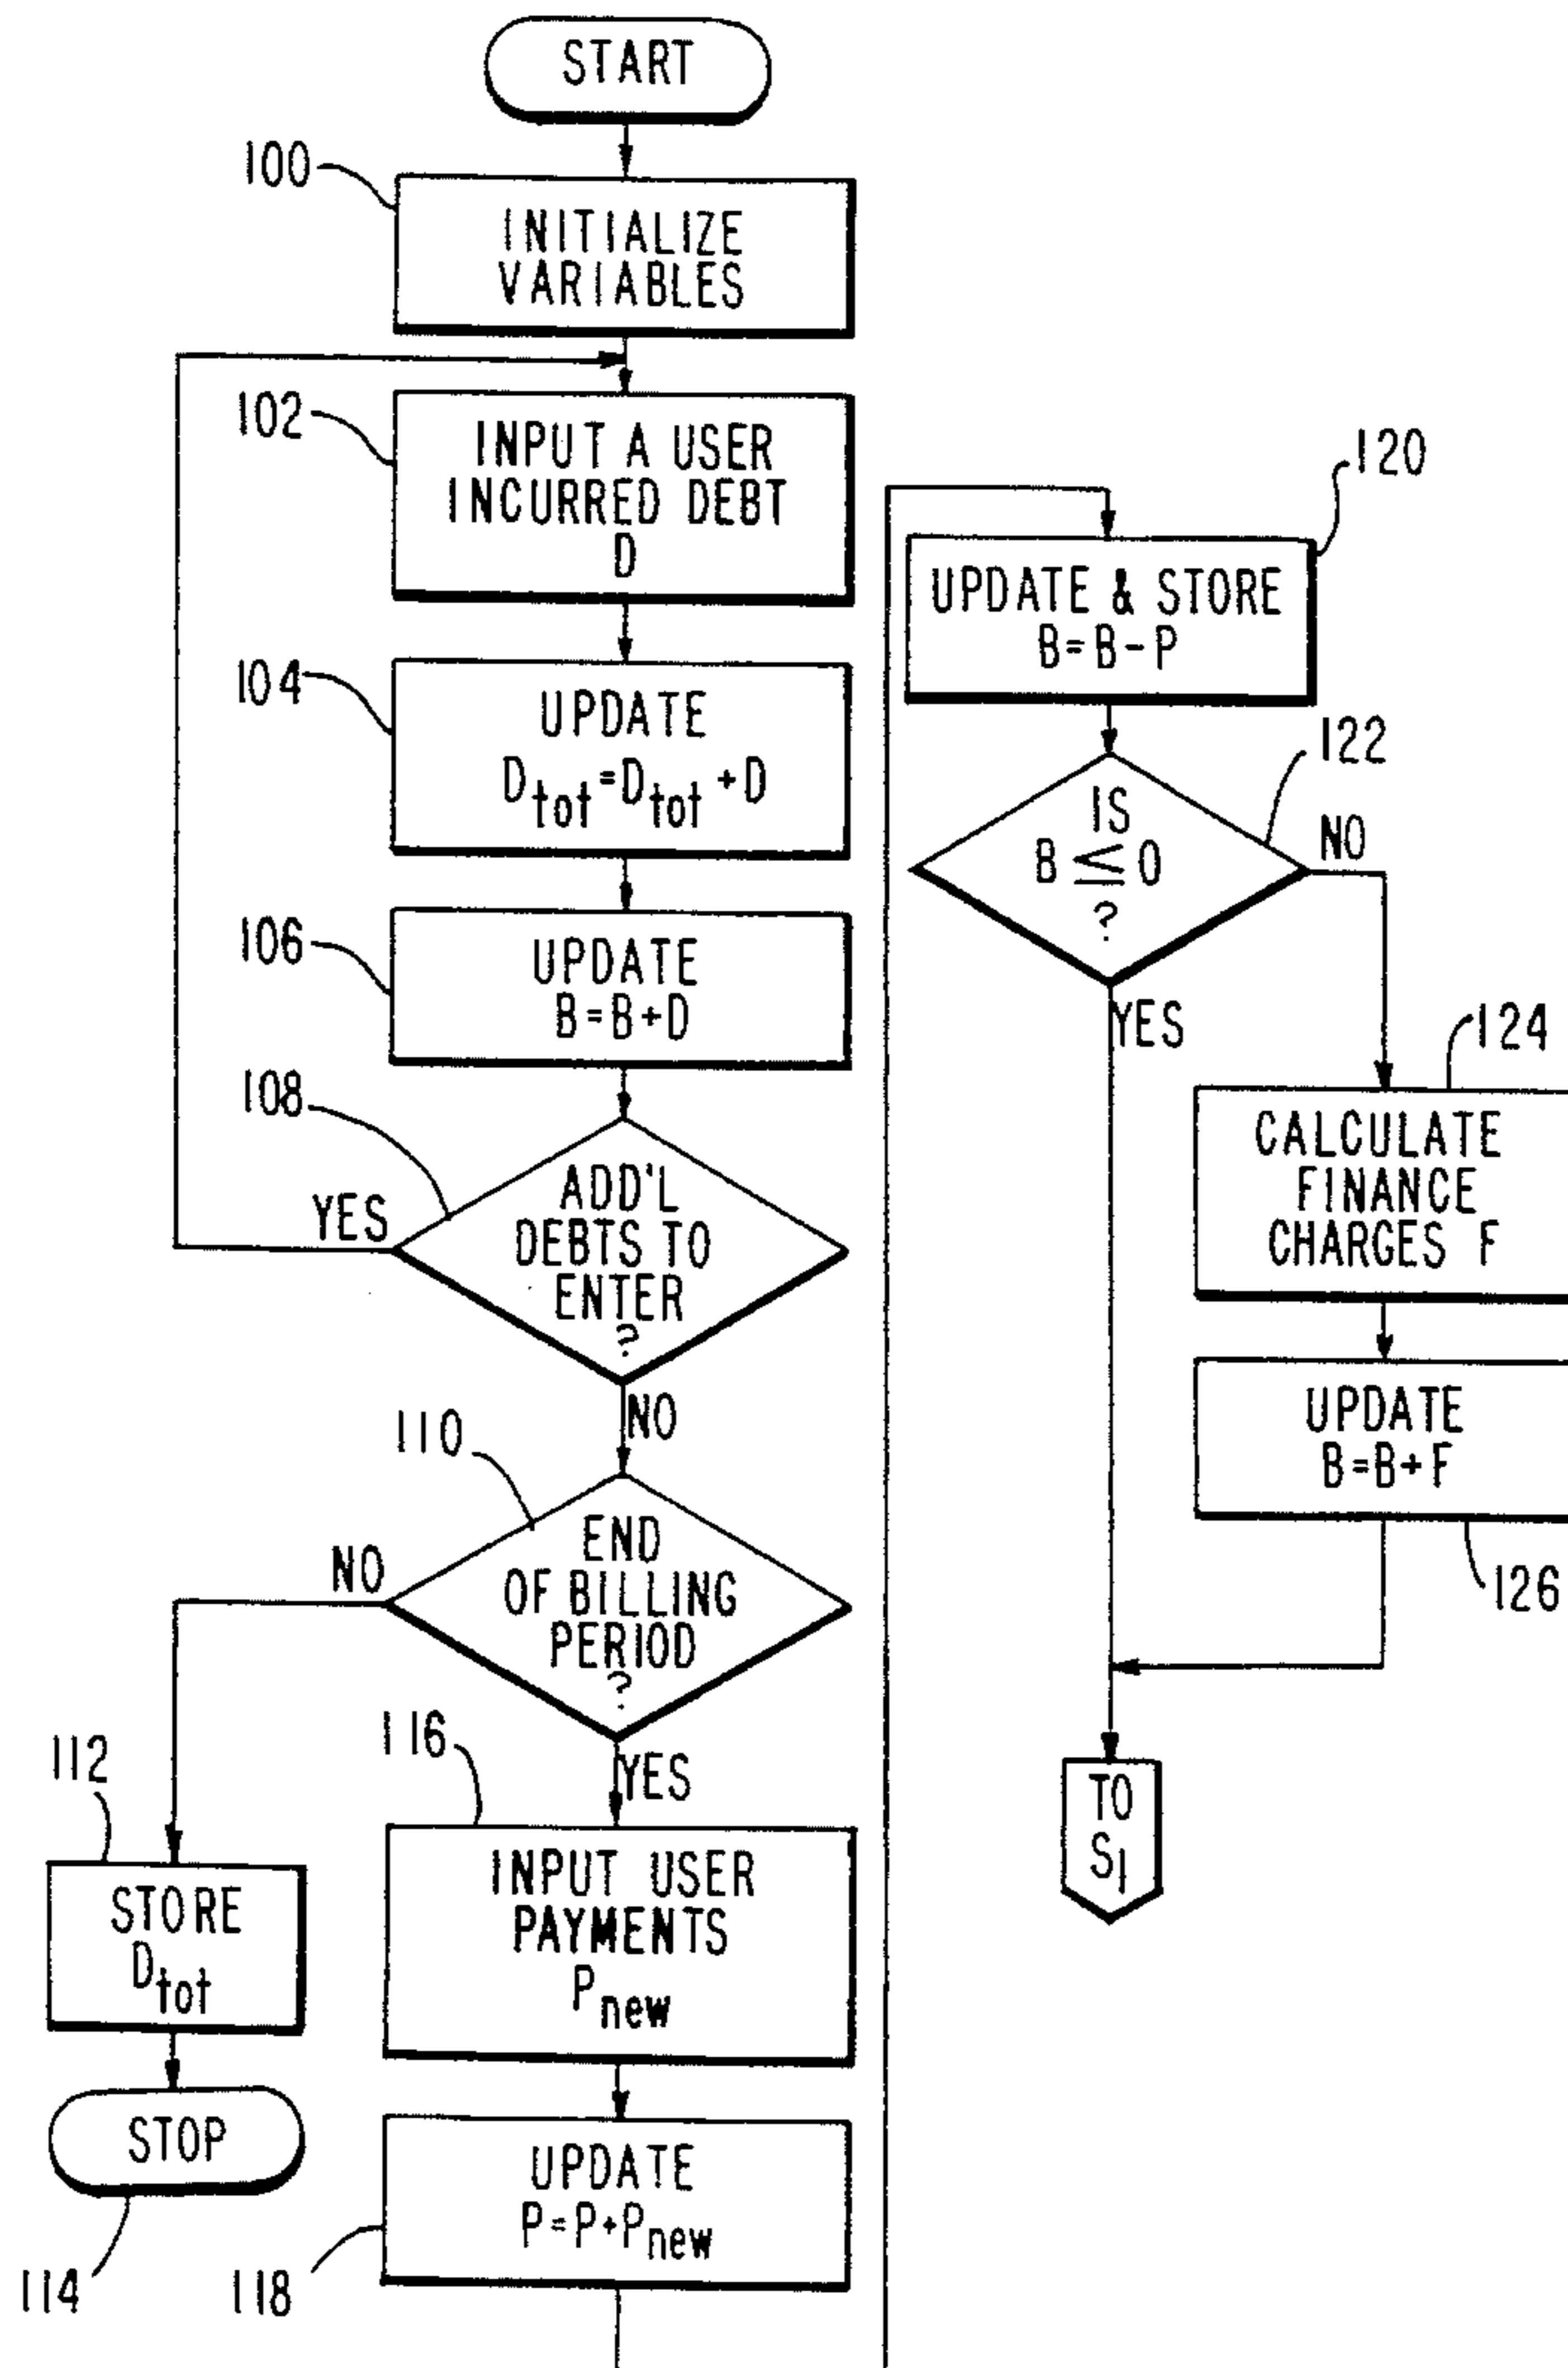 START
100
INITIALIZE
VARIABLES
102
INPUT A USER
INCURRED DEBT
D
104
UPDATE
Dtot=Dtot+D
106
UPDATE
B=B+D
108
ADD'L
DEBTS TO
ENTER
?
YES
NO
110
END
OF BILLING
PERIOD
?
NO
YES
112
STORE
Dtot
STOP
114
116
INPUT USER
PAYMENTS
Pnew
118
UPDATE
P=P+Pnew
120
UPDATE & STORE
B=B-P
122
IS
B ≤ 0
?
NO
YES
124
CALCULATE
FINANCE
CHARGES F
UPDATE
B=B+F
126
TO
S1